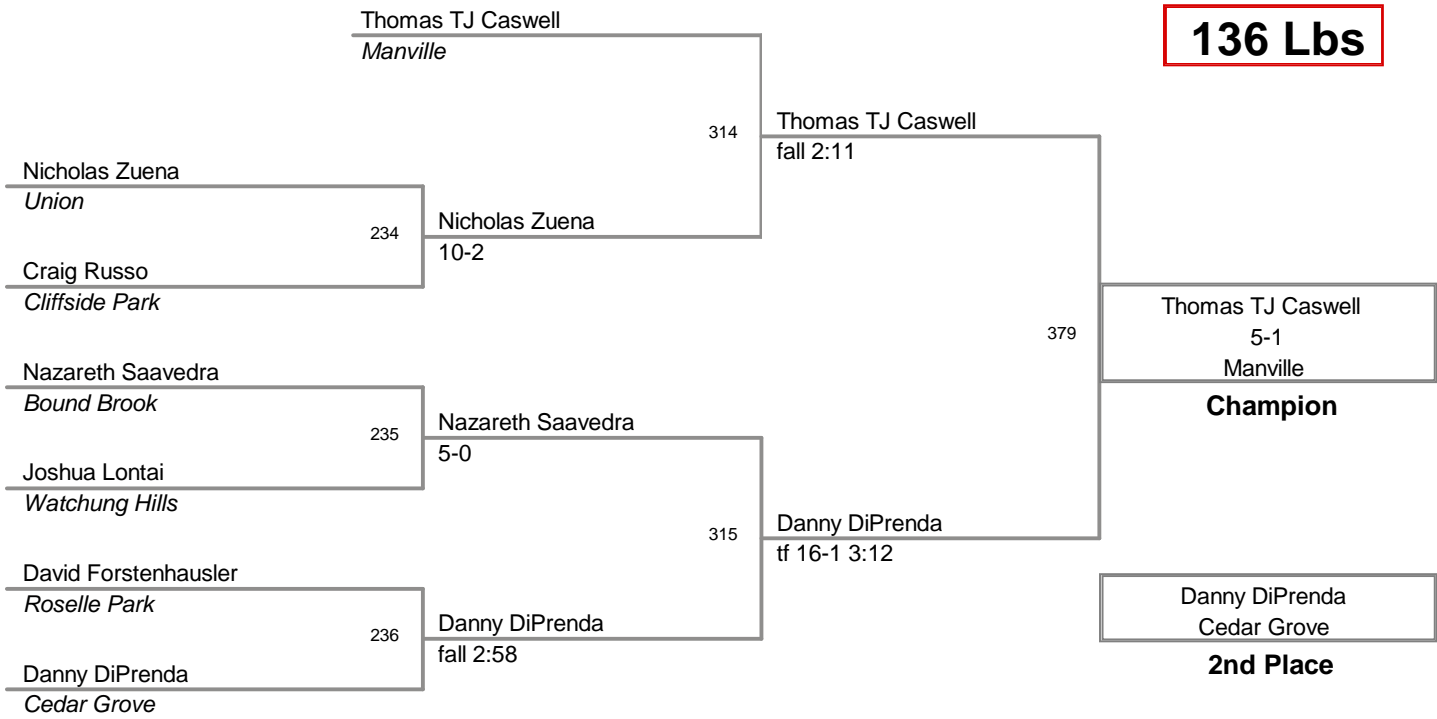 Thomas TJ Caswell
Manville
136 Lbs
314
Thomas TJ Caswell
fall 2:11
Nicholas Zuena
Union
234
Nicholas Zuena
10-2
Craig Russo
Cliffside Park
379
Thomas TJ Caswell
5-1
Manville
Champion
Nazareth Saavedra
Bound Brook
235
Nazareth Saavedra
5-0
Joshua Lontai
Watchung Hills
315
Danny DiPrenda
tf 16-1 3:12
David Forstenhausler
Roselle Park
236
Danny DiPrenda
fall 2:58
Danny DiPrenda
Cedar Grove
Danny DiPrenda
Cedar Grove
2nd Place